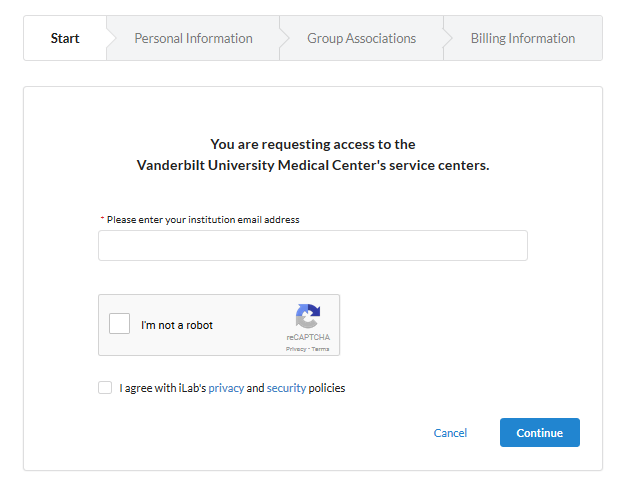 Start
Personal Information
Group Associations
Billing Information
You are requesting access to the
Vanderbilt University Medical Center's service centers.
* Please enter your institution email address
I'm not a robot
reCAPTCHA
Privacy - Terms
I agree with iLab's privacy and security policies
Cancel
Continue